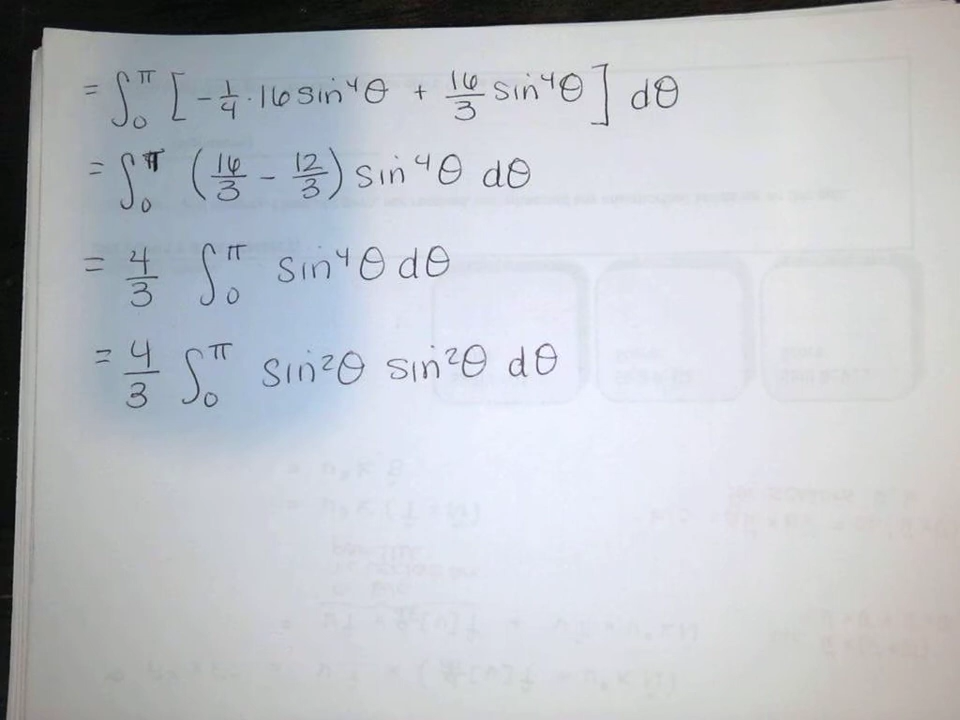 = ∫₀^π [ -1/4 · 16 sin⁴θ + 16/3 sin⁴θ ] dθ
= ∫₀^π (16/3 - 12/3) sin⁴θ dθ
= 4/3 ∫₀^π sin⁴θ dθ
= 4/3 ∫₀^π sin²θ sin²θ dθ